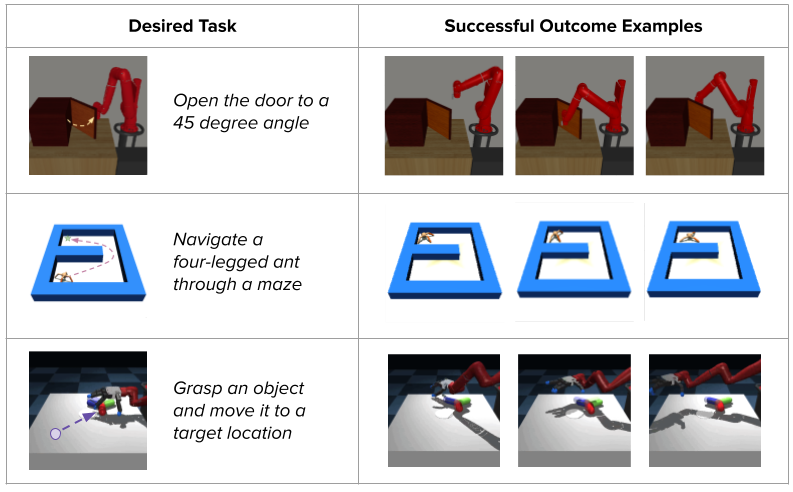 Desired Task
Successful Outcome Examples
Open the door to a
45 degree angle
Navigate a
four-legged ant
through a maze
Grasp an object
and move it to a
target location